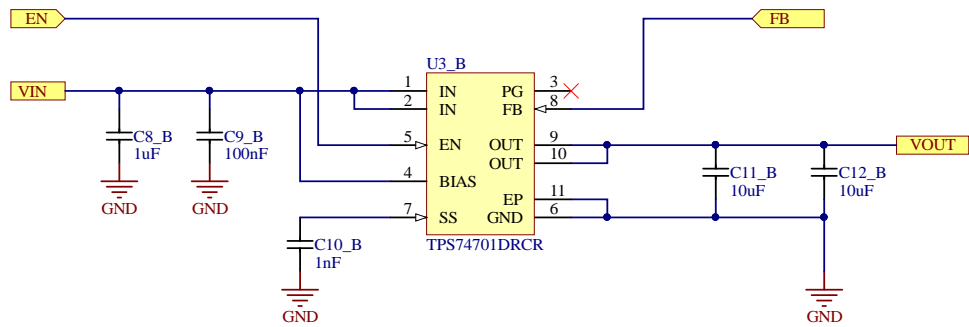 EN
FB
U3_B
VIN
1
IN
PG
3
2
IN
FB
8
C8_B
1uF
C9_B
100nF
5
EN
OUT
9
OUT
10
VOUT
4
BIAS
C11_B
10uF
C12_B
10uF
EP
11
7
SS
GND
6
GND
GND
C10_B
1nF
TPS74701DRCR
GND
GND